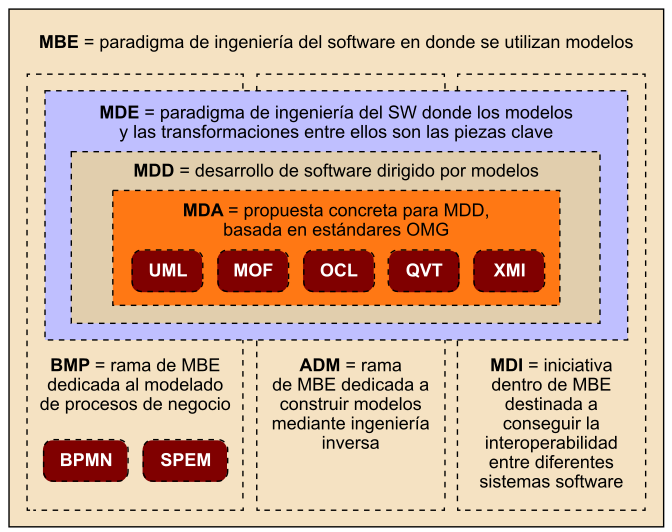 MBE = paradigma de ingeniería del software en donde se utilizan modelos
MDE = paradigma de ingeniería del SW donde los modelos
y las transformaciones entre ellos son las piezas clave
MDD = desarrollo de software dirigido por modelos
MDA = propuesta concreta para MDD,
basada en estándares OMG
UML MOF OCL QVT XMI
BMP = rama de MBE
dedicada al modelado
de procesos de negocio
BPMN SPEM
ADM = rama
de MBE dedicada a
construir modelos
mediante ingeniería
inversa
MDI = iniciativa
dentro de MBE
destinada a
conseguir la
interoperabilidad
entre diferentes
sistemas software